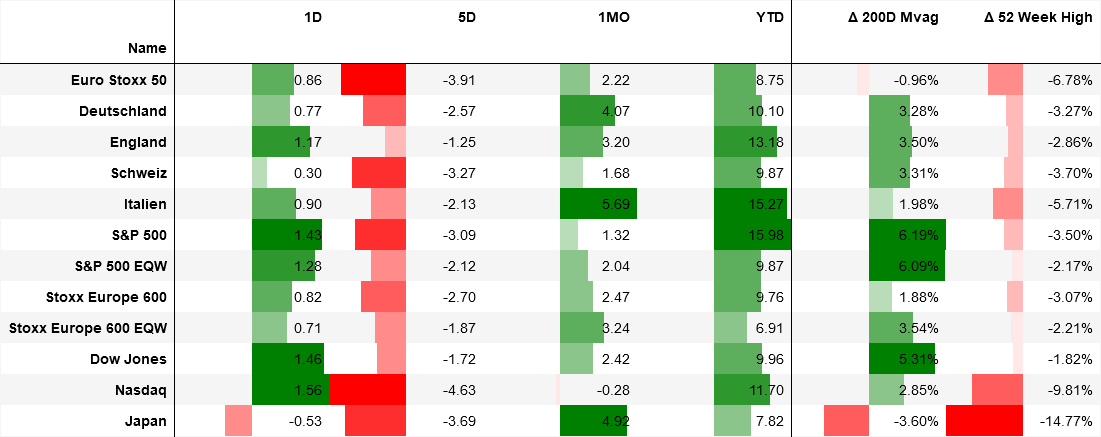 1D 5D 1MO YTD Δ 200D Mvag Δ 52 Week High
Name
Euro Stoxx 50 0.86 -3.91 2.22 8.75 -0.96% -6.78%
Deutschland 0.77 -2.57 4.07 10.10 3.28% -3.27%
England 1.17 -1.25 3.20 13.18 3.50% -2.86%
Schweiz 0.30 -3.27 1.68 9.87 3.31% -3.70%
Italien 0.90 -2.13 5.69 15.27 1.98% -5.71%
S&P 500 1.43 -3.09 1.32 15.98 6.19% -3.50%
S&P 500 EQW 1.28 -2.12 2.04 9.87 6.09% -2.17%
Stoxx Europe 600 0.82 -2.70 2.47 9.76 1.88% -3.07%
Stoxx Europe 600 EQW 0.71 -1.87 3.24 6.91 3.54% -2.21%
Dow Jones 1.46 -1.72 2.42 9.96 5.31% -1.82%
Nasdaq 1.56 -4.63 -0.28 11.70 2.85% -9.81%
Japan -0.53 -3.69 4.92 7.82 -3.60% -14.77%